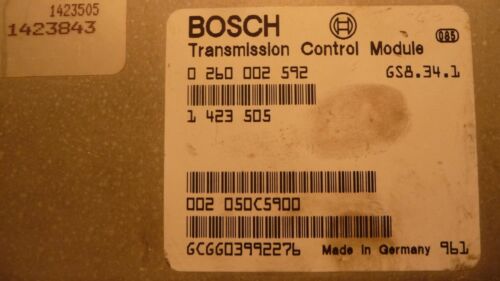 1423505
1423843
BOSCH
085
Transmission Control Module
0 260 002 592 GS8.34.1
1 423 505
002 050C5900
GCGG03992276 Made in Germany 961